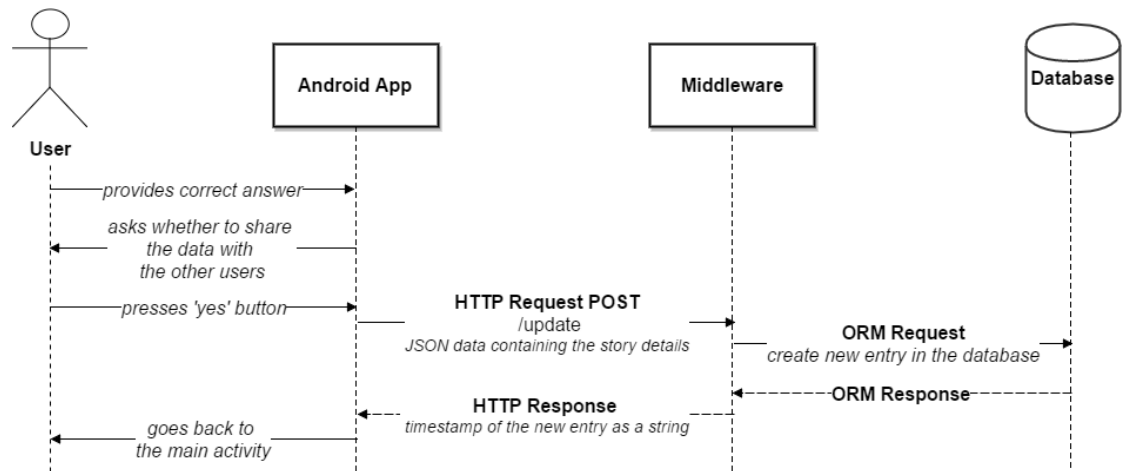 User
Android App
Middleware
Database
provides correct answer
asks whether to share
the data with
the other users
presses 'yes' button
HTTP Request POST
/update
JSON data containing the story details
ORM Request
create new entry in the database
ORM Response
HTTP Response
timestamp of the new entry as a string
goes back to
the main activity